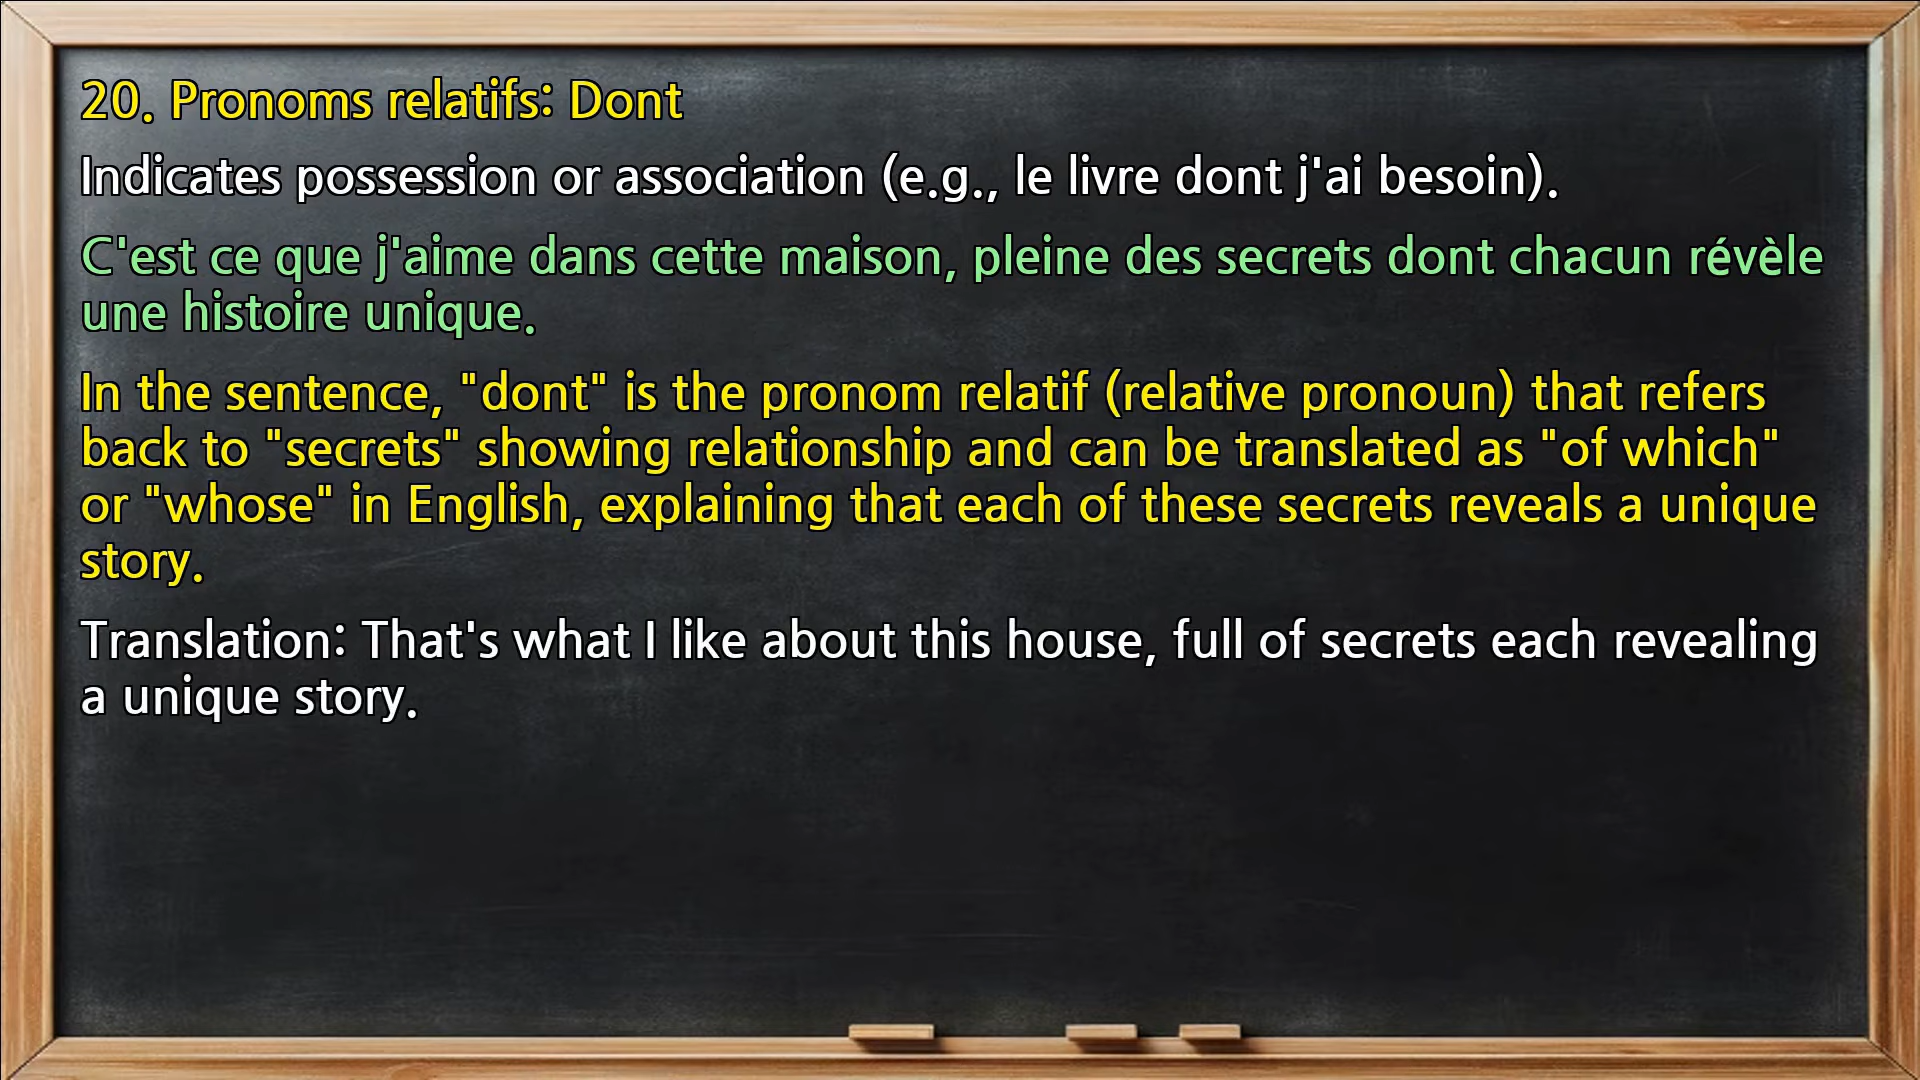 20. Pronoms relatifs: Dont
Indicates possession or association (e.g., le livre dont j'ai besoin).
C'est ce que j'aime dans cette maison, pleine des secrets dont chacun révèle
une histoire unique.
In the sentence, "dont" is the pronom relatif (relative pronoun) that refers
back to "secrets" showing relationship and can be translated as "of which"
or "whose" in English, explaining that each of these secrets reveals a unique
story.
Translation: That's what I like about this house, full of secrets each revealing
a unique story.